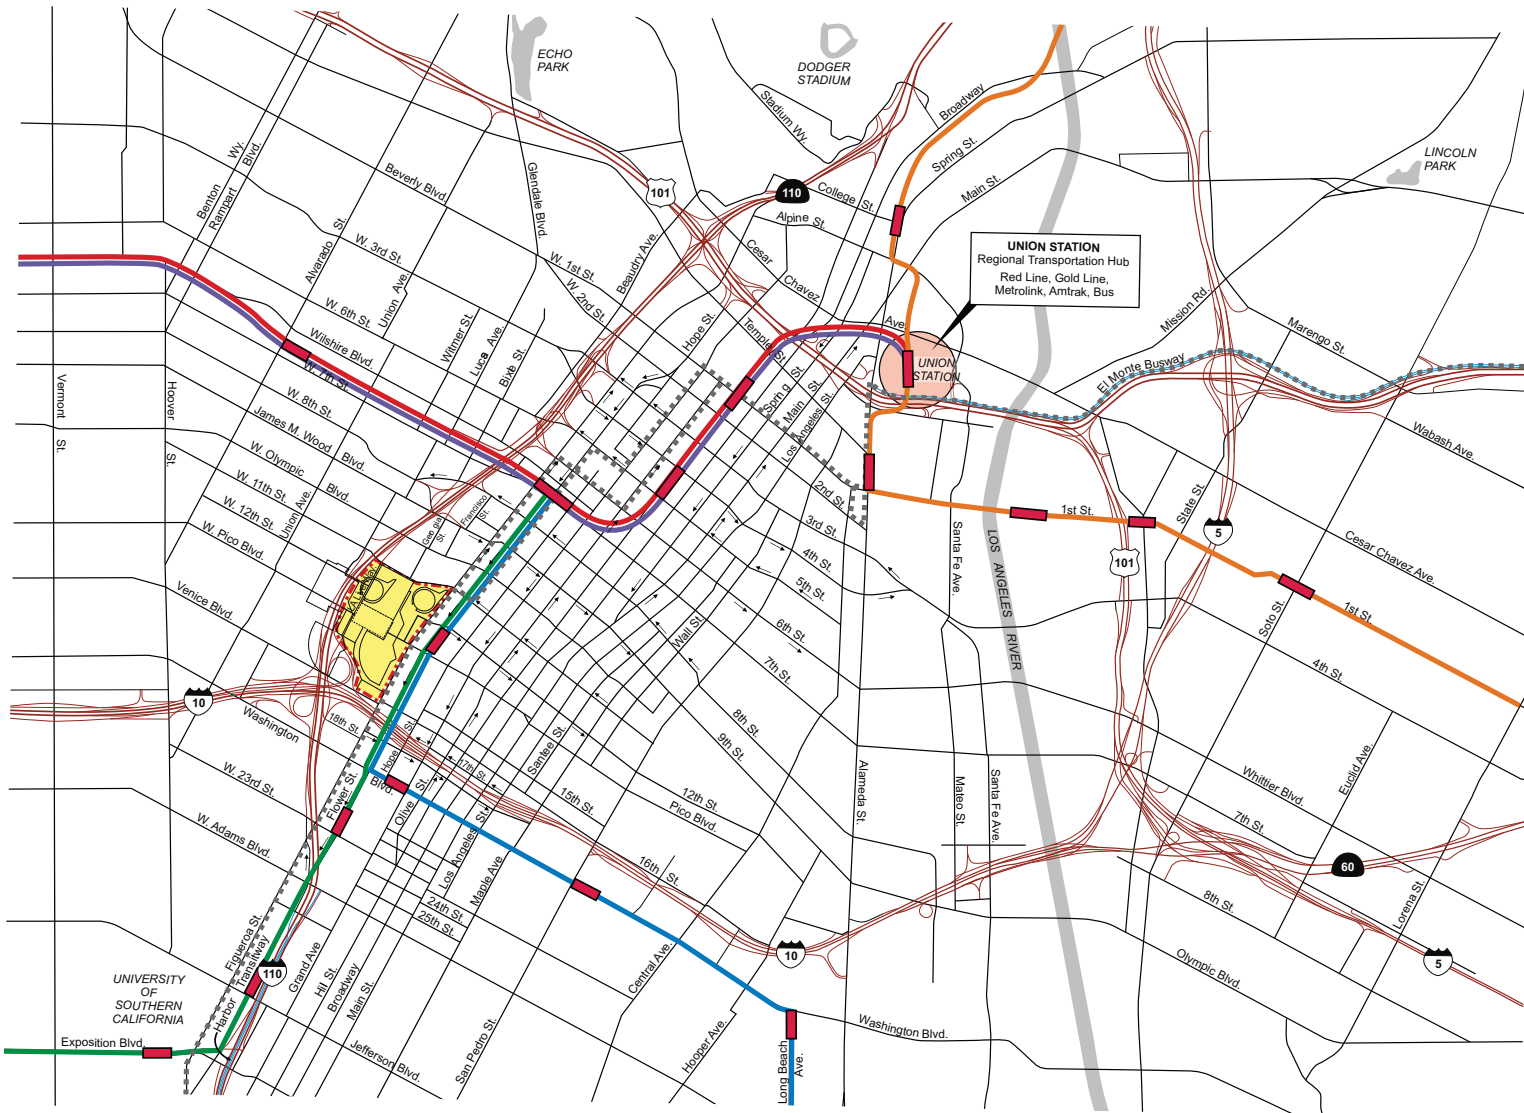 ECHO
PARK
DODGER
STADIUM
LINCOLN
PARK
Stadium Wy.
Broadway
Spring St.
Main St.
College St.
Alpine St.
101
110
Benton Wy.
Rampart Blvd.
Beverly Blvd.
Glendale Blvd.
Alvarado St.
W. 3rd St.
Union Ave.
W. 6th St.
Wilshire Blvd.
W. 7th St.
Witmer St.
Luca Ave.
St.
W. 1st St.
W. 2nd St.
Beaudry Ave.
Hope St.
Cesar Chavez Ave.
Temple St.
UNION STATION
Regional Transportation Hub
Red Line, Gold Line,
Metrolink, Amtrak, Bus
UNION
STATION
Mission Rd.
Marengo St.
El Monte Busway
Wabash Ave.
Vermont St.
Hoover St.
W. 8th St.
James M. Wood Blvd.
W. Olympic Blvd.
W. 11th St.
W. 12th St.
Union Ave.
W. Pico Blvd.
Venice Blvd.
Francisco St.
St.
Main St.
Los Angeles St.
2nd St.
3rd St.
4th St.
5th St.
6th St.
7th St.
Wall St.
Santa Fe Ave.
LOS ANGELES RIVER
1st St.
State St.
5
101
Cesar Chavez Ave.
Soto St.
1st St.
4th St.
10
Washington Blvd.
18th St.
17th St.
Hope St.
Olive St.
Flower St.
Santee St.
8th St.
9th St.
15th St.
12th St.
Pico Blvd.
16th St.
W. 23rd St.
W. Adams Blvd.
Los Angeles St.
Maple Ave
24th St.
25th St.
Alameda St.
Mateo St.
Santa Fe Ave.
Whittier Blvd.
Euclid Ave.
7th St.
60
8th St.
Lorena St.
5
Olympic Blvd.
10
Central Ave.
Hooper Ave.
Washington Blvd.
Long Beach
Ave.
San Pedro St.
Jefferson Blvd.
Figueroa St.
Harbor Transitway
110
Grand Ave
Hill St.
Broadway
Main St.
UNIVERSITY
OF
SOUTHERN
CALIFORNIA
Exposition Blvd.